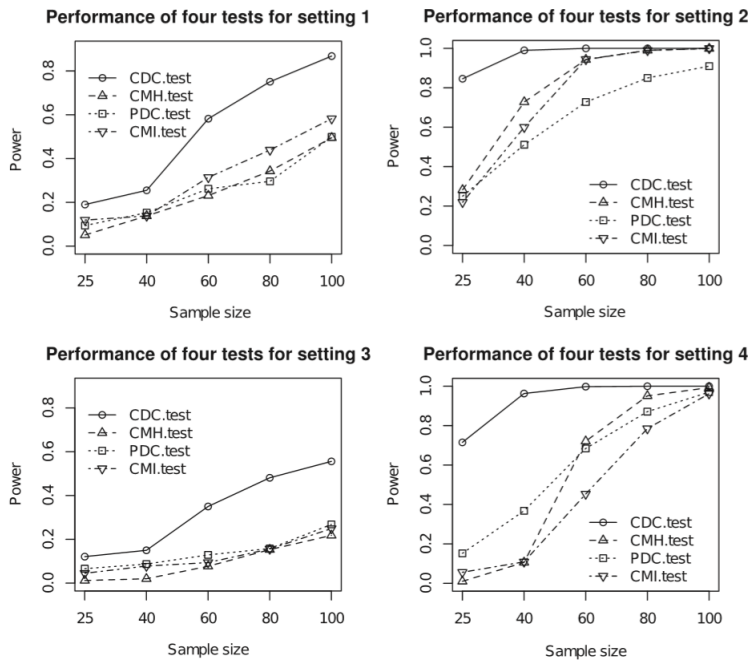 Performance of four tests for setting 1
Power
0.0
0.2
0.4
0.6
0.8
CDC.test
CMH.test
PDC.test
CMI.test
25
40
60
80
100
Sample size
Performance of four tests for setting 2
Power
0.0
0.2
0.4
0.6
0.8
1.0
CDC.test
CMH.test
PDC.test
CMI.test
25
40
60
80
100
Sample size
Performance of four tests for setting 3
Power
0.0
0.2
0.4
0.6
0.8
CDC.test
CMH.test
PDC.test
CMI.test
25
40
60
80
100
Sample size
Performance of four tests for setting 4
Power
0.0
0.2
0.4
0.6
0.8
1.0
CDC.test
CMH.test
PDC.test
CMI.test
25
40
60
80
100
Sample size